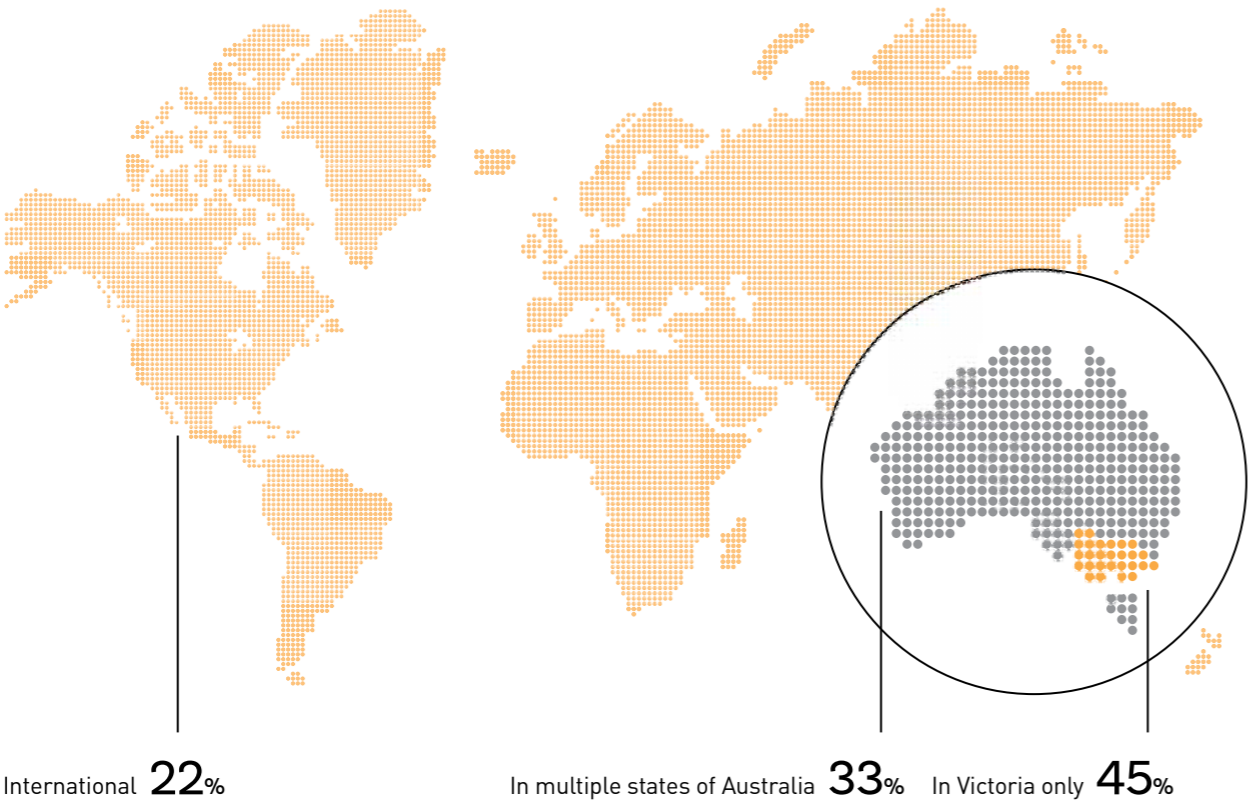 International 22%
In multiple states of Australia 33%
In Victoria only 45%